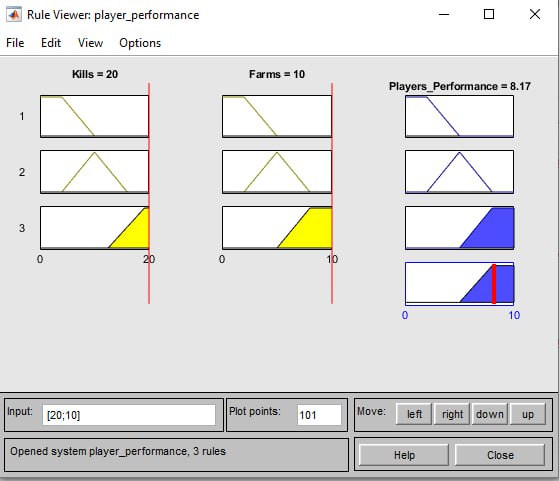 Rule Viewer: player_performance
File Edit View Options
Kills = 20 Farms = 10 Players_Performance = 8.17
1
2
3
0 20 0 10
0 10
Input: [20;10] Plot points: 101 Move: left right down up
Opened system player_performance, 3 rules Help Close